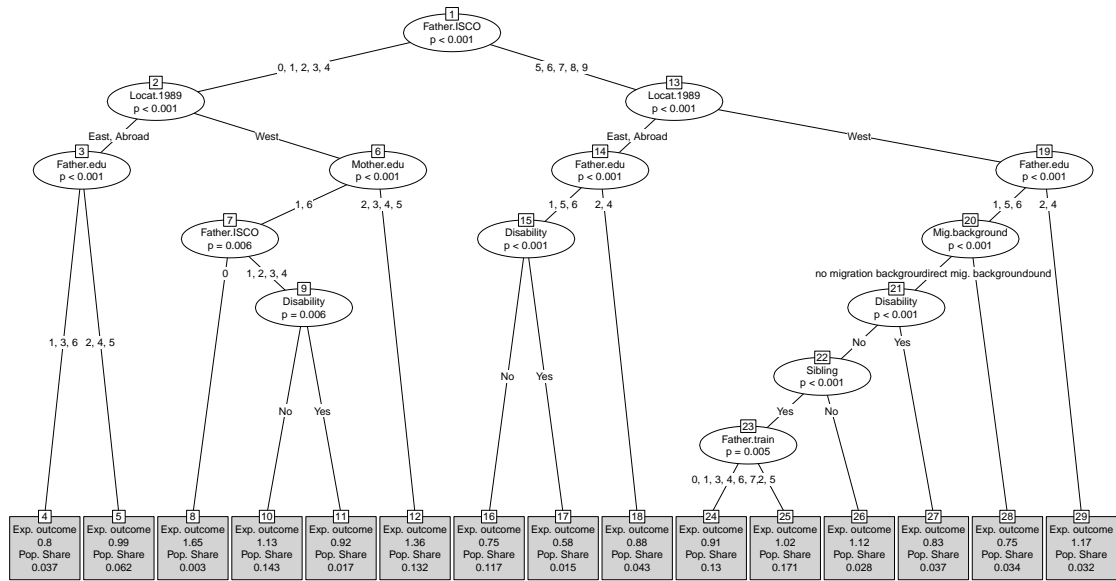 1
Father.ISCO
p < 0.001
0, 1, 2, 3, 4
5, 6, 7, 8, 9
2
Locat.1989
p < 0.001
13
Locat.1989
p < 0.001
East, Abroad
West
East, Abroad
West
3
Father.edu
p < 0.001
6
Mother.edu
p < 0.001
14
Father.edu
p < 0.001
19
Father.edu
p < 0.001
1, 6
2, 3, 4, 5
1, 5, 6
2, 4
1, 5, 6
2, 4
7
Father.ISCO
p = 0.006
15
Disability
p < 0.001
20
Mig.background
p < 0.001
0
1, 2, 3, 4
no migration background
direct mig. background
9
Disability
p = 0.006
21
Disability
p < 0.001
1, 3, 6
2, 4, 5
No
Yes
22
Sibling
p < 0.001
No
Yes
No
Yes
Yes
No
23
Father.train
p = 0.005
0, 1, 3, 4, 6, 7
2, 5
4
Exp. outcome
0.8
Pop. Share
0.037
5
Exp. outcome
0.99
Pop. Share
0.062
8
Exp. outcome
1.65
Pop. Share
0.003
10
Exp. outcome
1.13
Pop. Share
0.143
11
Exp. outcome
0.92
Pop. Share
0.017
12
Exp. outcome
1.36
Pop. Share
0.132
16
Exp. outcome
0.75
Pop. Share
0.117
17
Exp. outcome
0.58
Pop. Share
0.015
18
Exp. outcome
0.88
Pop. Share
0.043
24
Exp. outcome
0.91
Pop. Share
0.13
25
Exp. outcome
1.02
Pop. Share
0.171
26
Exp. outcome
1.12
Pop. Share
0.028
27
Exp. outcome
0.83
Pop. Share
0.037
28
Exp. outcome
0.75
Pop. Share
0.034
29
Exp. outcome
1.17
Pop. Share
0.032